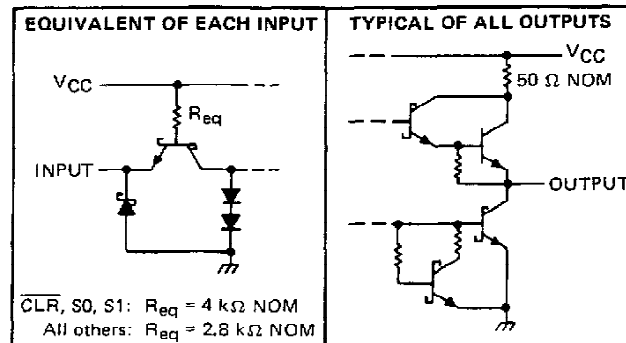 EQUIVALENT OF EACH INPUT
VCC
Req
INPUT
CLR, S0, S1: Req = 4 kΩ NOM
All others: Req = 2.8 kΩ NOM
TYPICAL OF ALL OUTPUTS
VCC
50 Ω NOM
OUTPUT